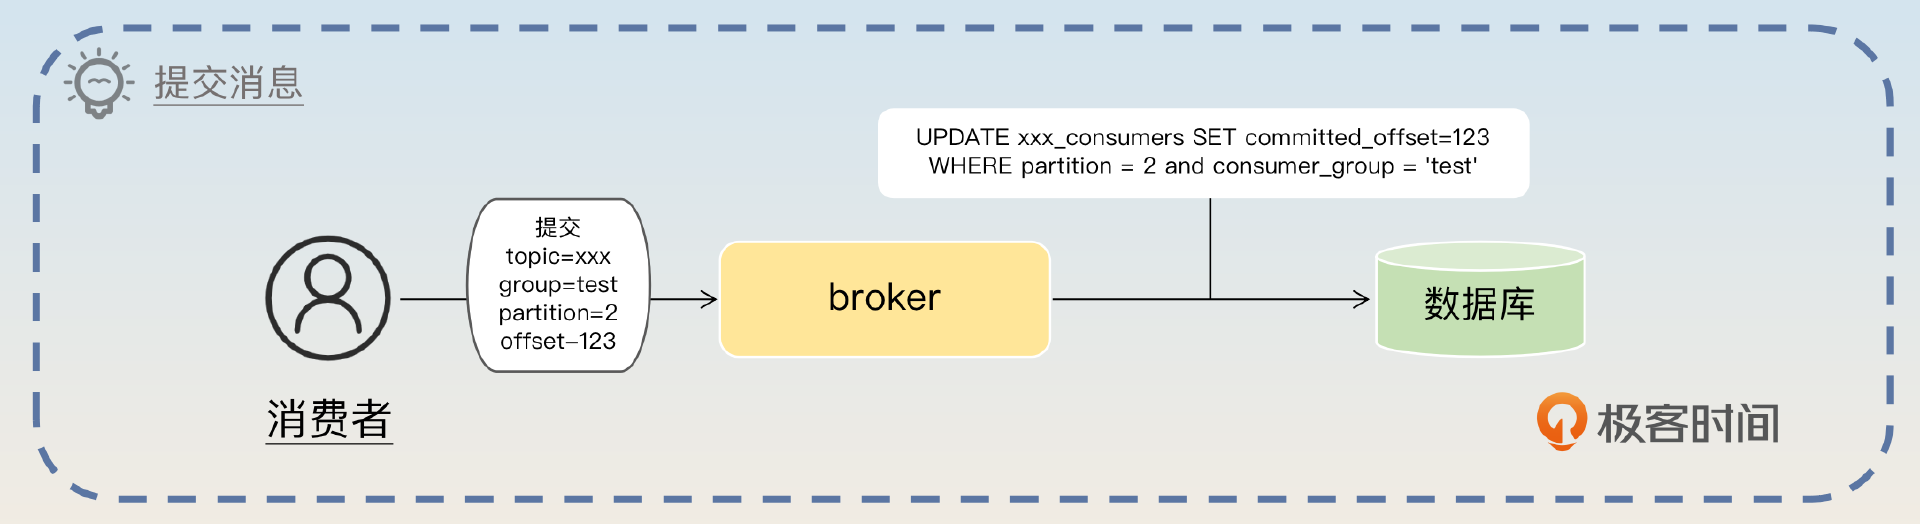 提交消息
UPDATE xxx_consumers SET committed_offset=123
WHERE partition = 2 and consumer_group = 'test'
提交
topic=xxx
group=test
partition=2
offset-123
broker
数据库
消费者
极客时间